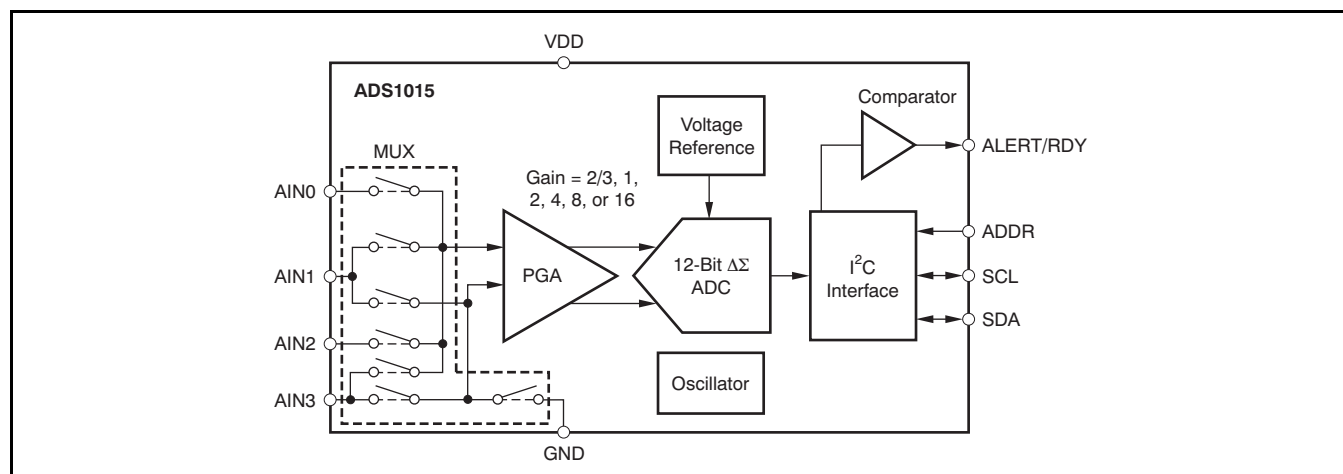 VDD
ADS1015
Comparator
Voltage
Reference
ALERT/RDY
MUX
Gain = 2/3, 1,
2, 4, 8, or 16
AIN0
ADDR
AIN1
PGA
12-Bit ΔΣ
ADC
I²C
Interface
SCL
SDA
AIN2
Oscillator
AIN3
GND